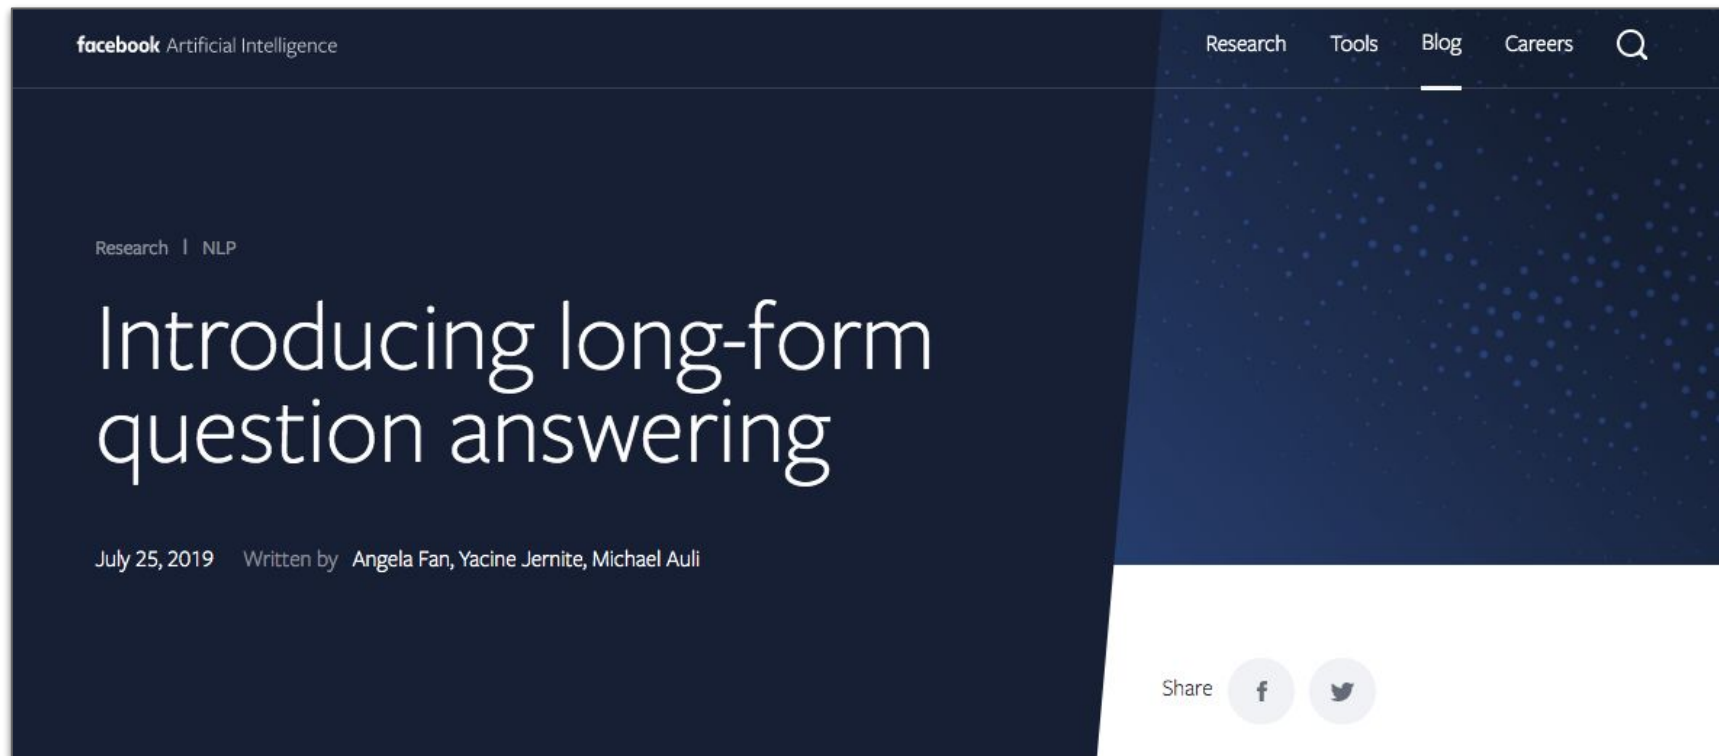 facebook Artificial Intelligence
Research Tools Blog Careers
Research | NLP
Introducing long-form
question answering
July 25, 2019 Written by Angela Fan, Yacine Jernite, Michael Auli
Share